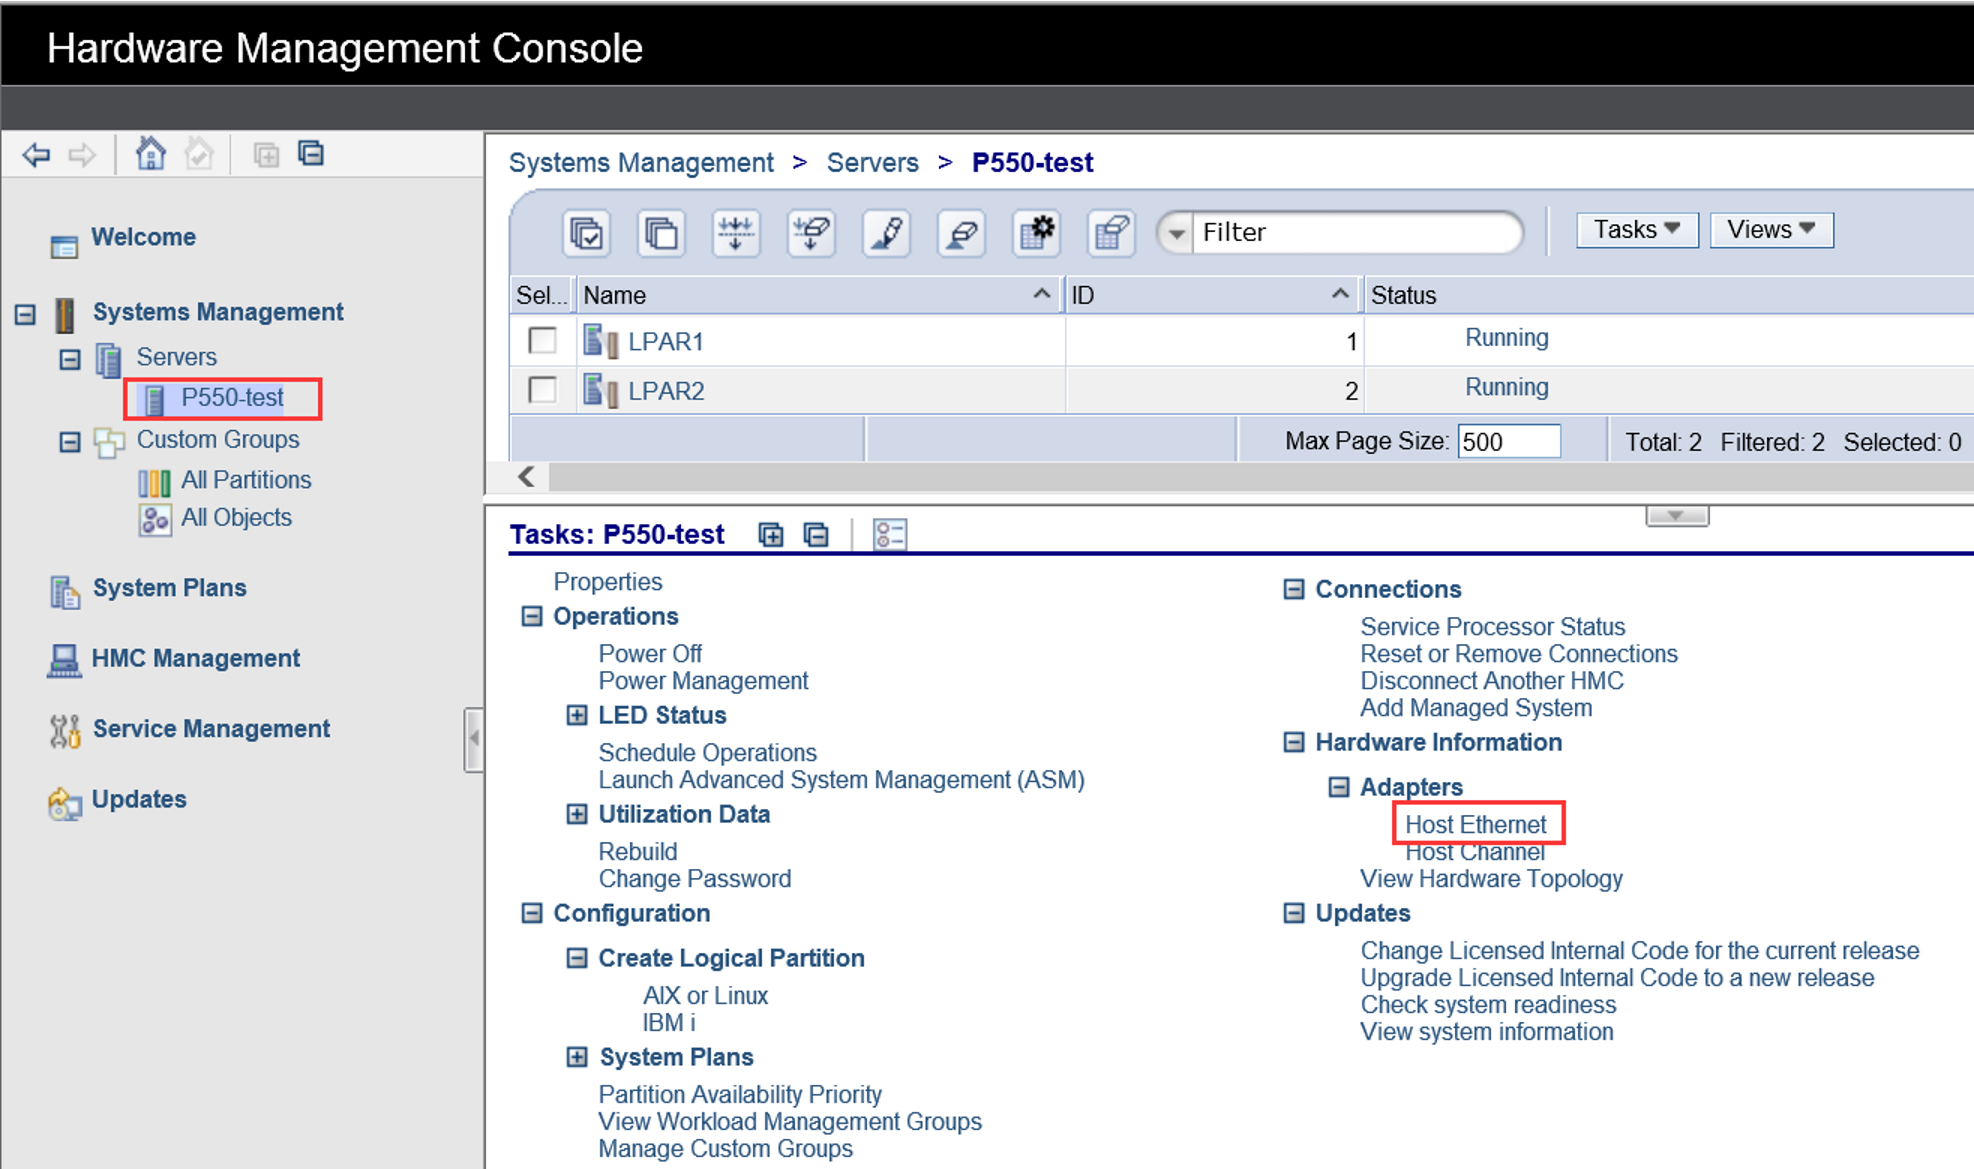 Hardware Management Console
Welcome
Systems Management
Servers
P550-test
Custom Groups
All Partitions
All Objects
System Plans
HMC Management
Service Management
Updates
Systems Management > Servers > P550-test
Filter
Tasks Views
Sel... Name ID Status
LPAR1 1 Running
LPAR2 2 Running
Max Page Size: 500 Total: 2 Filtered: 2 Selected: 0
Tasks: P550-test
Properties
Operations
Power Off
Power Management
LED Status
Schedule Operations
Launch Advanced System Management (ASM)
Utilization Data
Rebuild
Change Password
Configuration
Create Logical Partition
AIX or Linux
IBM i
System Plans
Partition Availability Priority
View Workload Management Groups
Manage Custom Groups
Connections
Service Processor Status
Reset or Remove Connections
Disconnect Another HMC
Add Managed System
Hardware Information
Adapters
Host Ethernet
Host Channel
View Hardware Topology
Updates
Change Licensed Internal Code for the current release
Upgrade Licensed Internal Code to a new release
Check system readiness
View system information